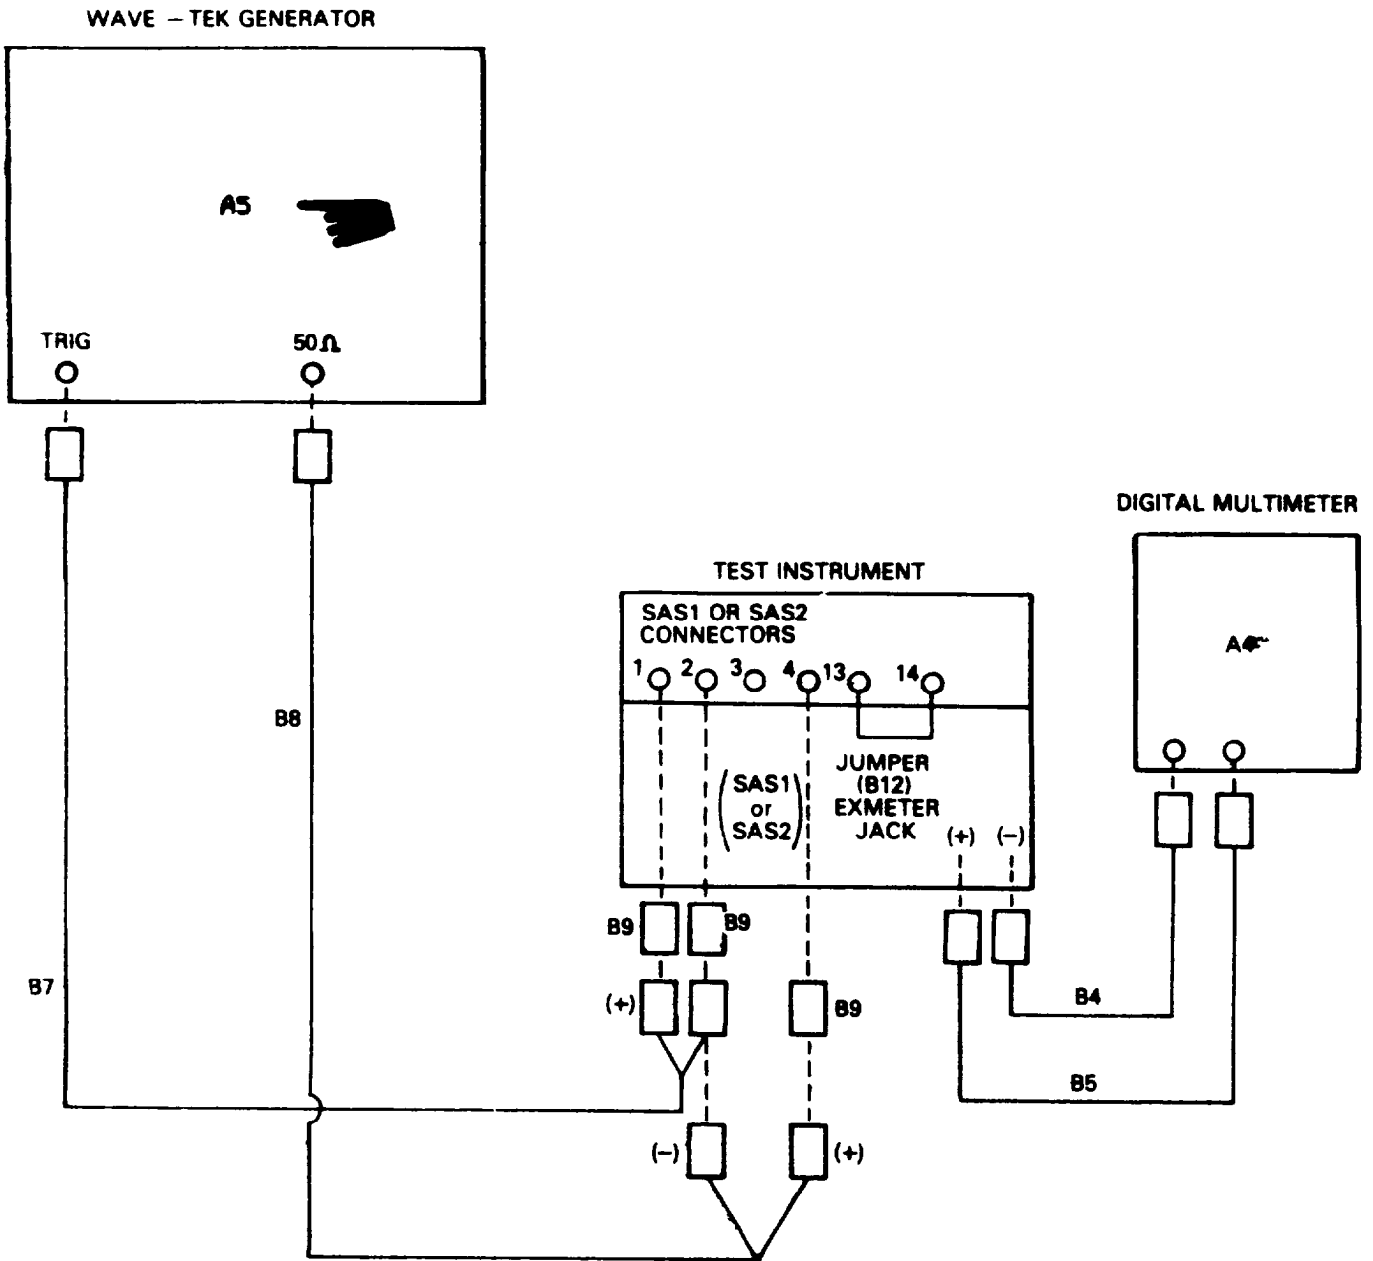 WAVE – TEK GENERATOR
A5
TRIG
50Ω
DIGITAL MULTIMETER
TEST INSTRUMENT
SAS1 OR SAS2
CONNECTORS
1 2 3 4 13 14
B8
(SAS1
or
SAS2)
JUMPER
(B12)
EXMETER
JACK
(+) (–)
B9 B9
B7
(+)
B9
B4
B5
(–) (+)